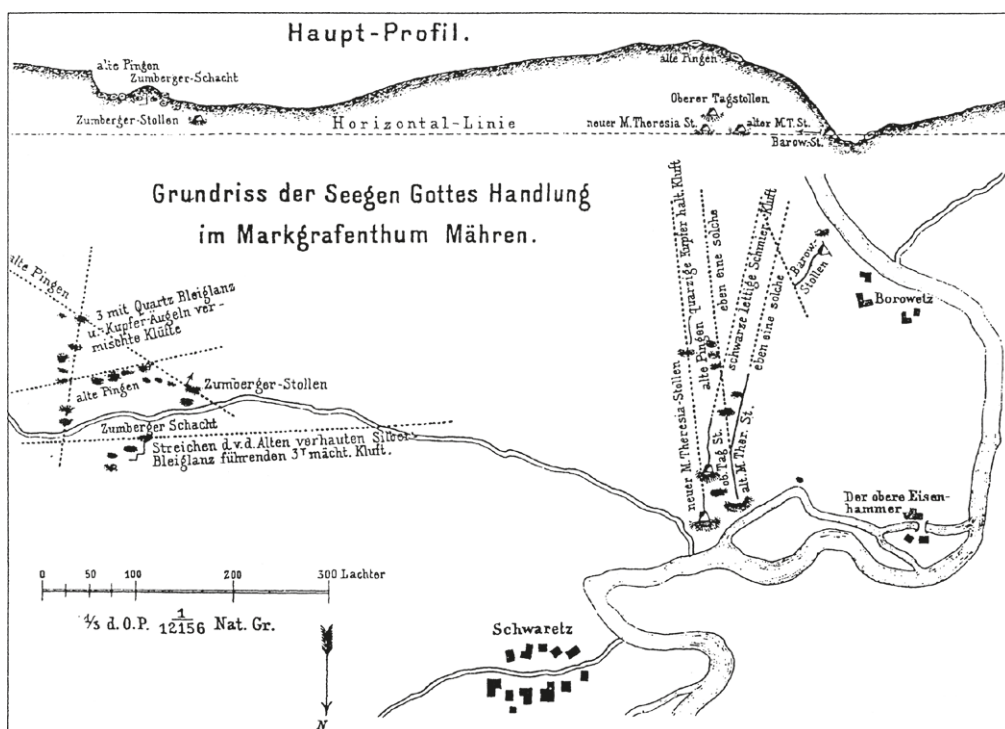 Haupt-Profil.
alte Pingen
Zumberger-Schacht
Zumberger-Stollen
alte Pingen
Oberer Tagstollen
Horizontal-Linie
neuer M. Theresia St.
alter M.T. St.
Barow.-St.
Grundriss der Seegen Gottes Handlung
im Markgrafenthum Mähren.
alte Pingen
3 mit Quartz Bleiglanz
u.-Kupfer-Äugeln ver-
mischte Klüfte
alte Pingen
Zumberger-Stollen
Zumberger Schacht
Streichen d.v.d. Alten verhauten Silber
Bleiglanz führenden 3 mächt. Kluft.
neuer M. Theresia-Stollen
quarzige Kupfer halt. Kluft
alte Pingen
eben eine solche
ob. Tag St.
schwarze lettige Schmier-Kluft
alt. M. Ther. St.
eben eine solche
Barow.-
Stollen
Borowetz
Der obere Eisen-
hammer
0 50 100 200 300 Lachter
d.O.P. 1/12156 Nat. Gr.
N
Schwaretz